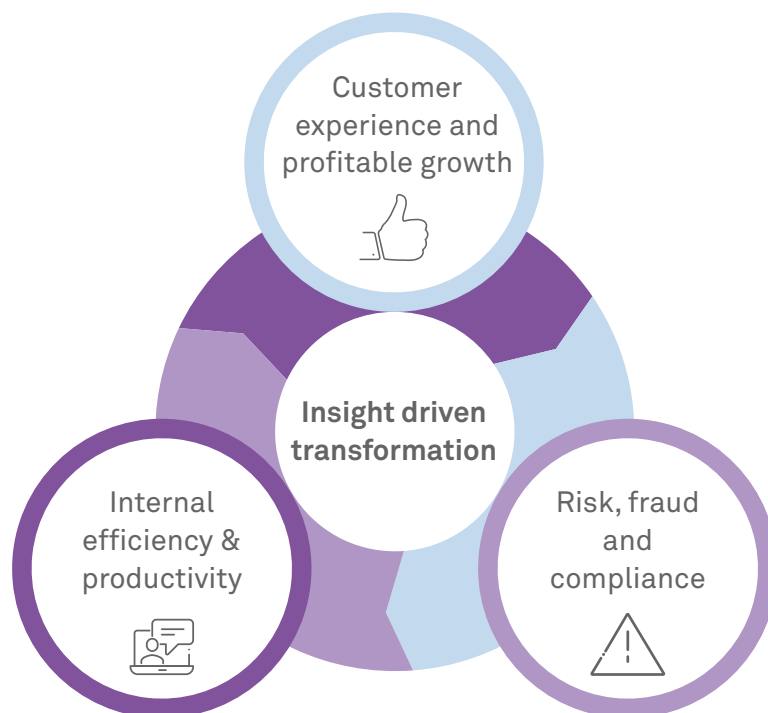 Customer
experience and
profitable growth
Insight driven
transformation
Internal
efficiency &
productivity
Risk, fraud
and
compliance